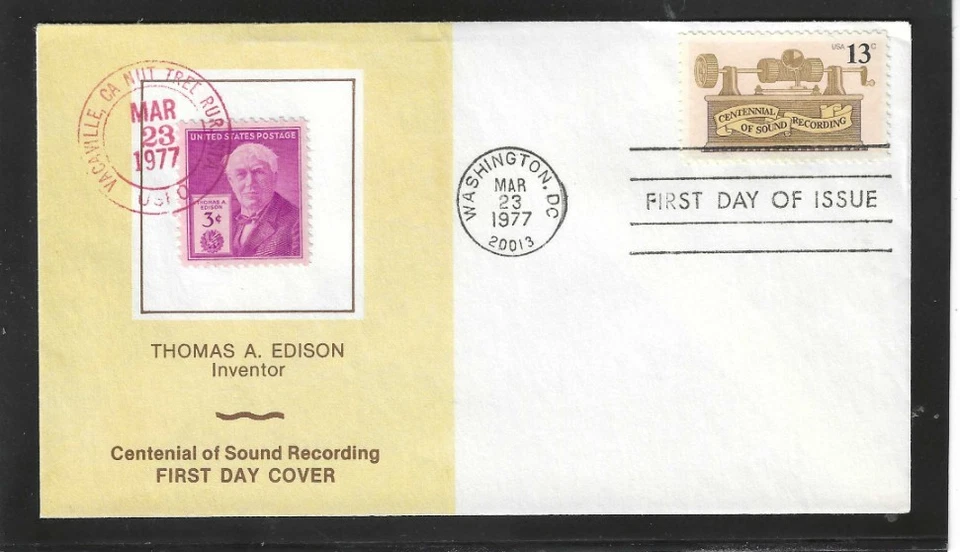 VACAVILLE, CA NUT TREE RUR
MAR
23
1977
UNITED STATES POSTAGE
THOMAS A.
EDISON
3¢
THOMAS A. EDISON
Inventor
Centenial of Sound Recording
FIRST DAY COVER
USA 13c
CENTENNIAL
OF SOUND
RECORDING
WASHINGTON, DC
MAR
23
1977
20013
FIRST DAY OF ISSUE